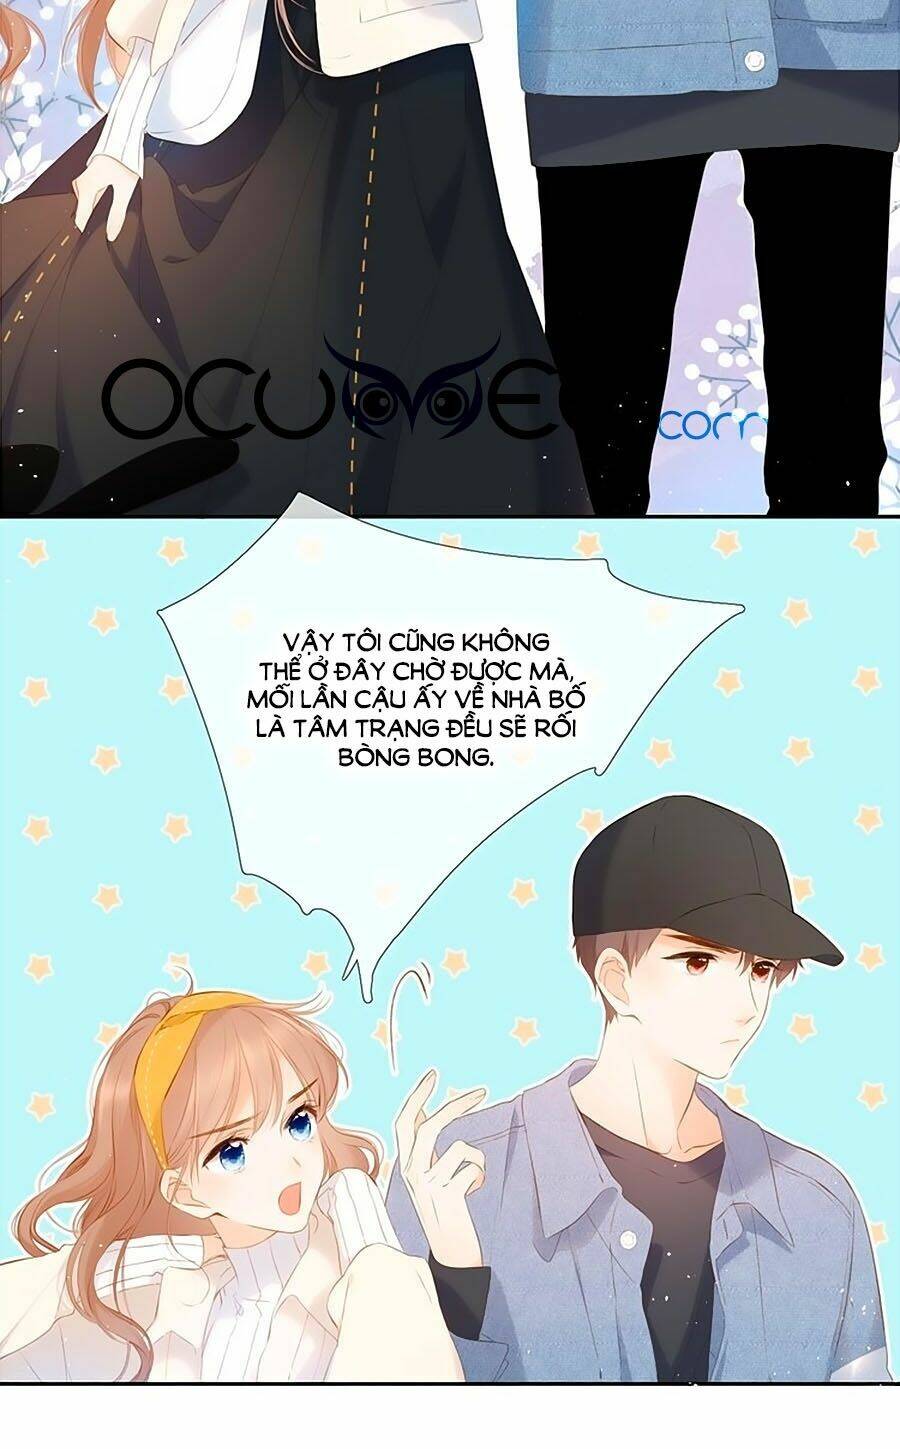 OCUMEO
.com
VẬY TÔI CŨNG KHÔNG
THỂ Ở ĐÂY CHỜ ĐƯỢC MÀ,
MỖI LẦN CẬU ẤY VỀ NHÀ BỐ
LÀ TÂM TRẠNG ĐỀU SẼ RỐI
BÒNG BONG.